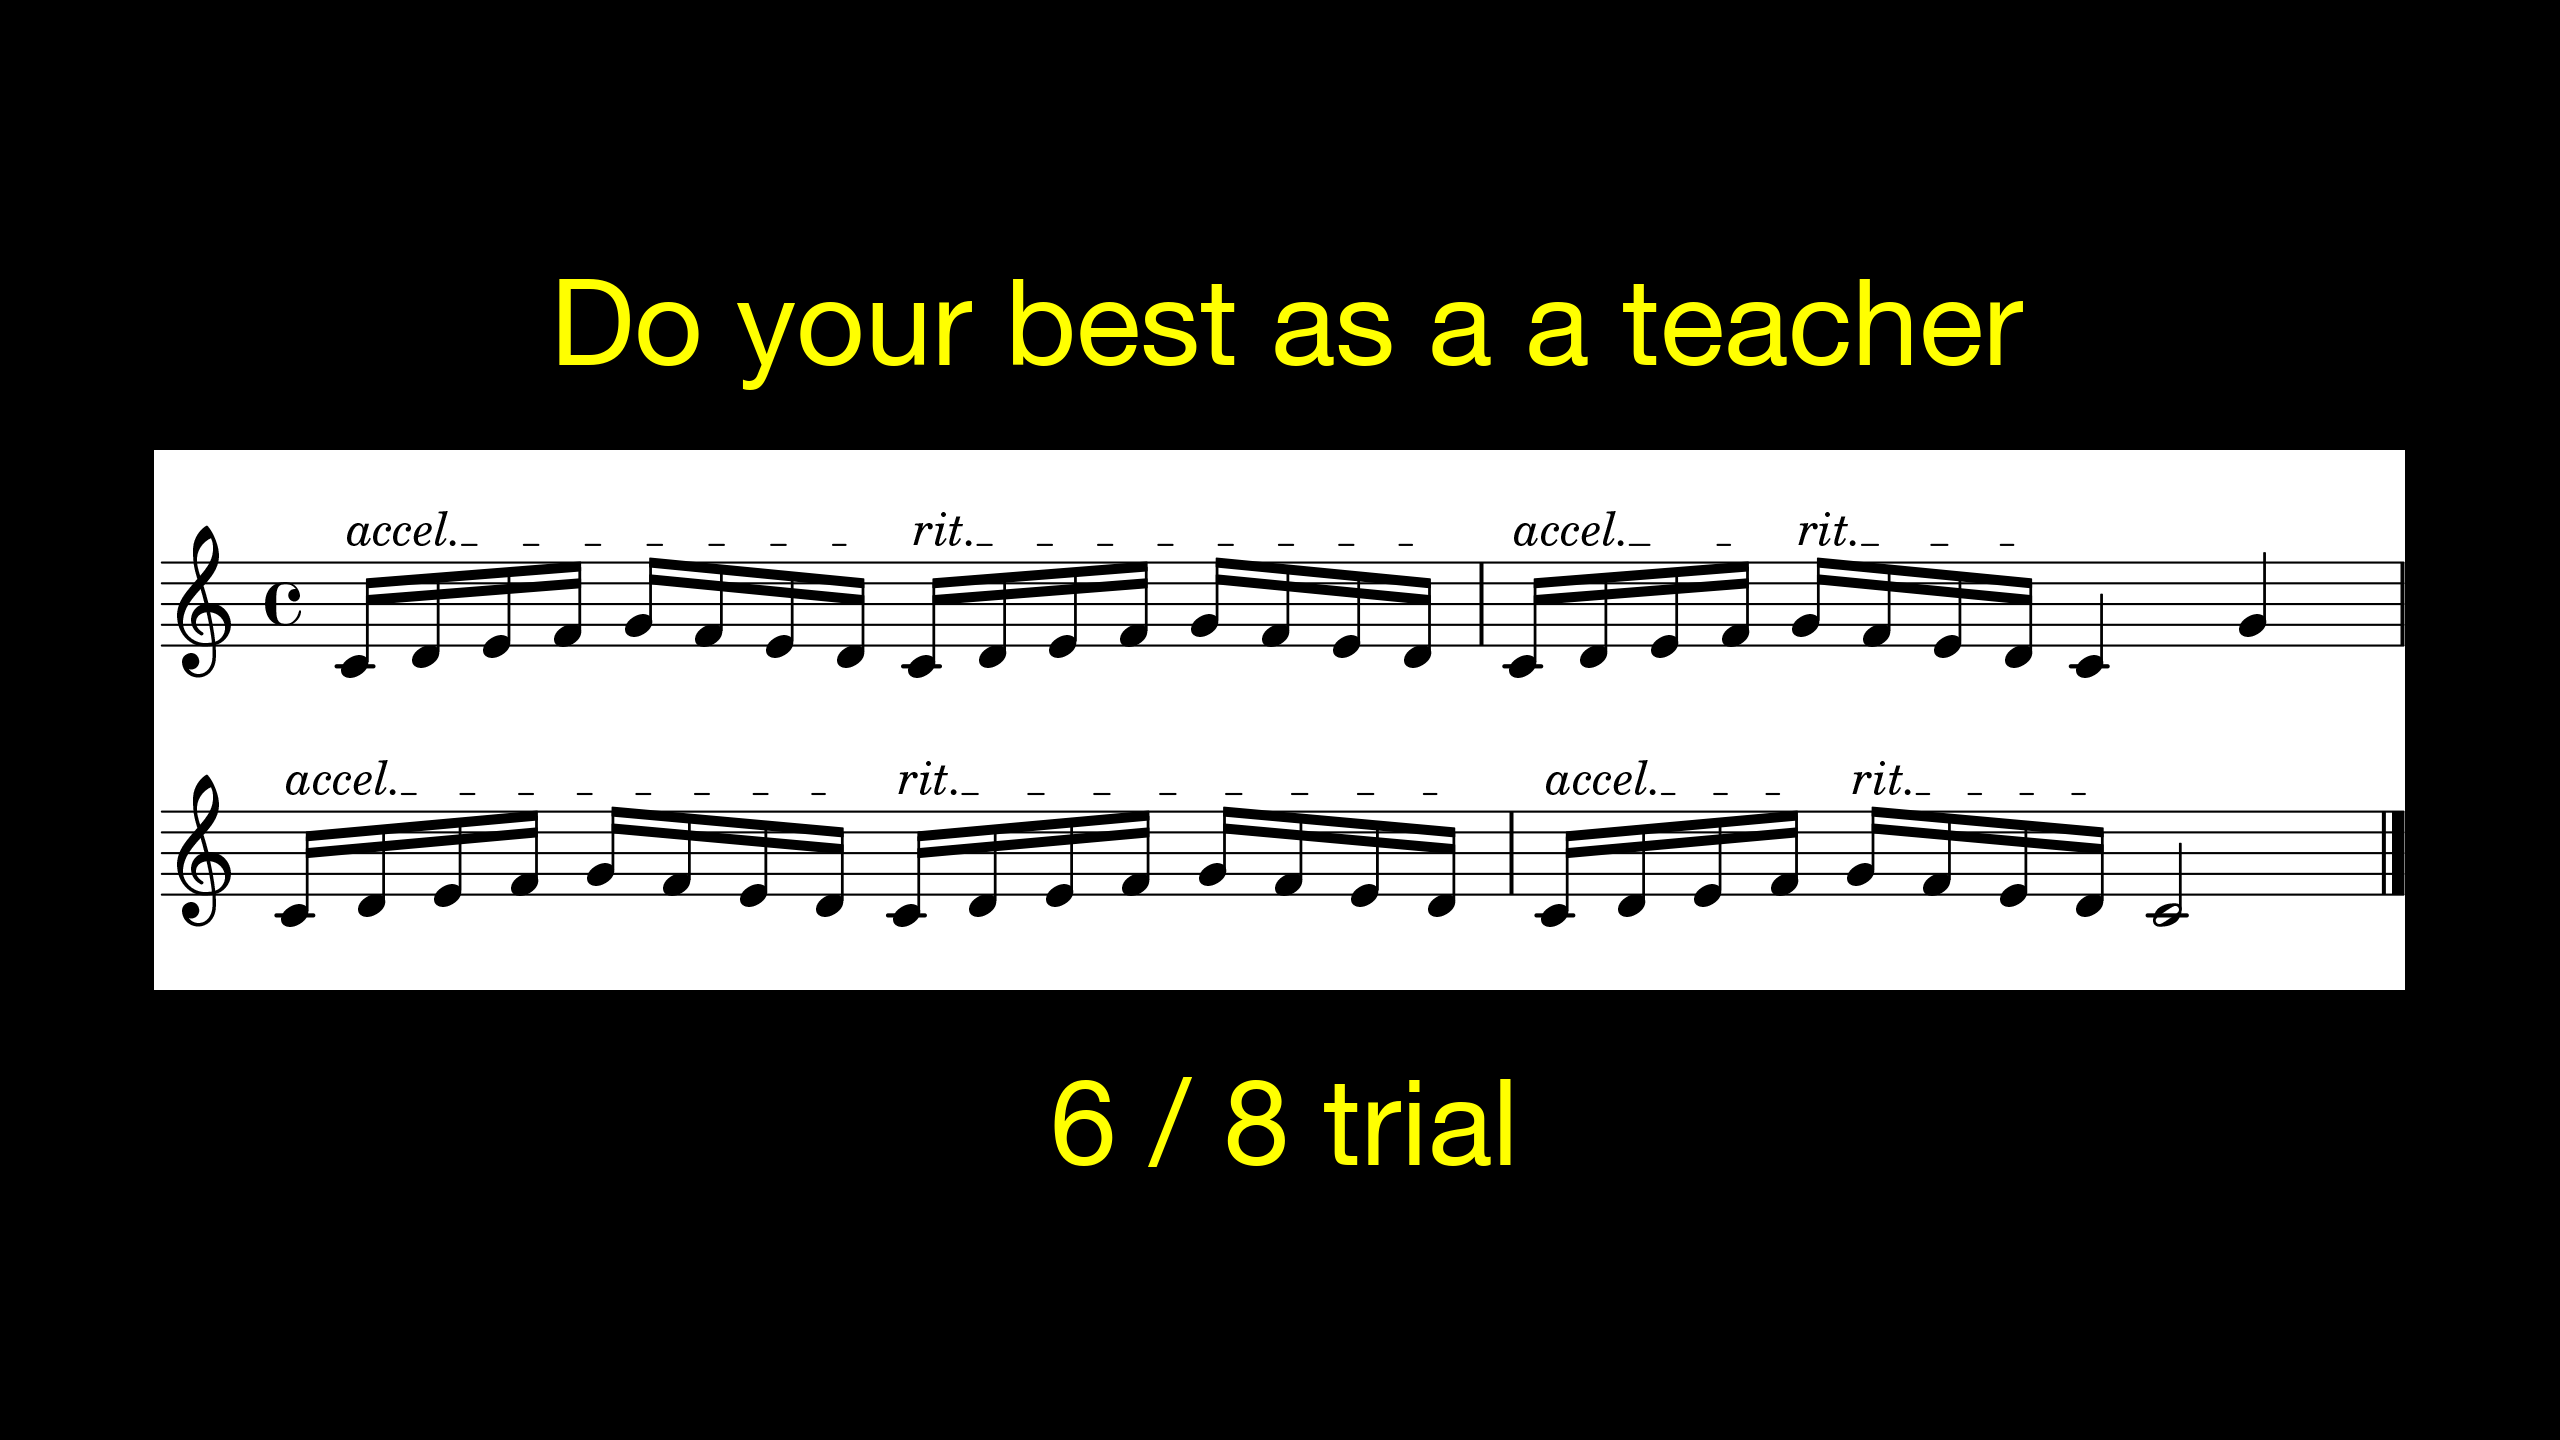 Do your best as a a teacher
accel. rit. accel. rit.
accel. rit. accel. rit.
6 / 8 trial